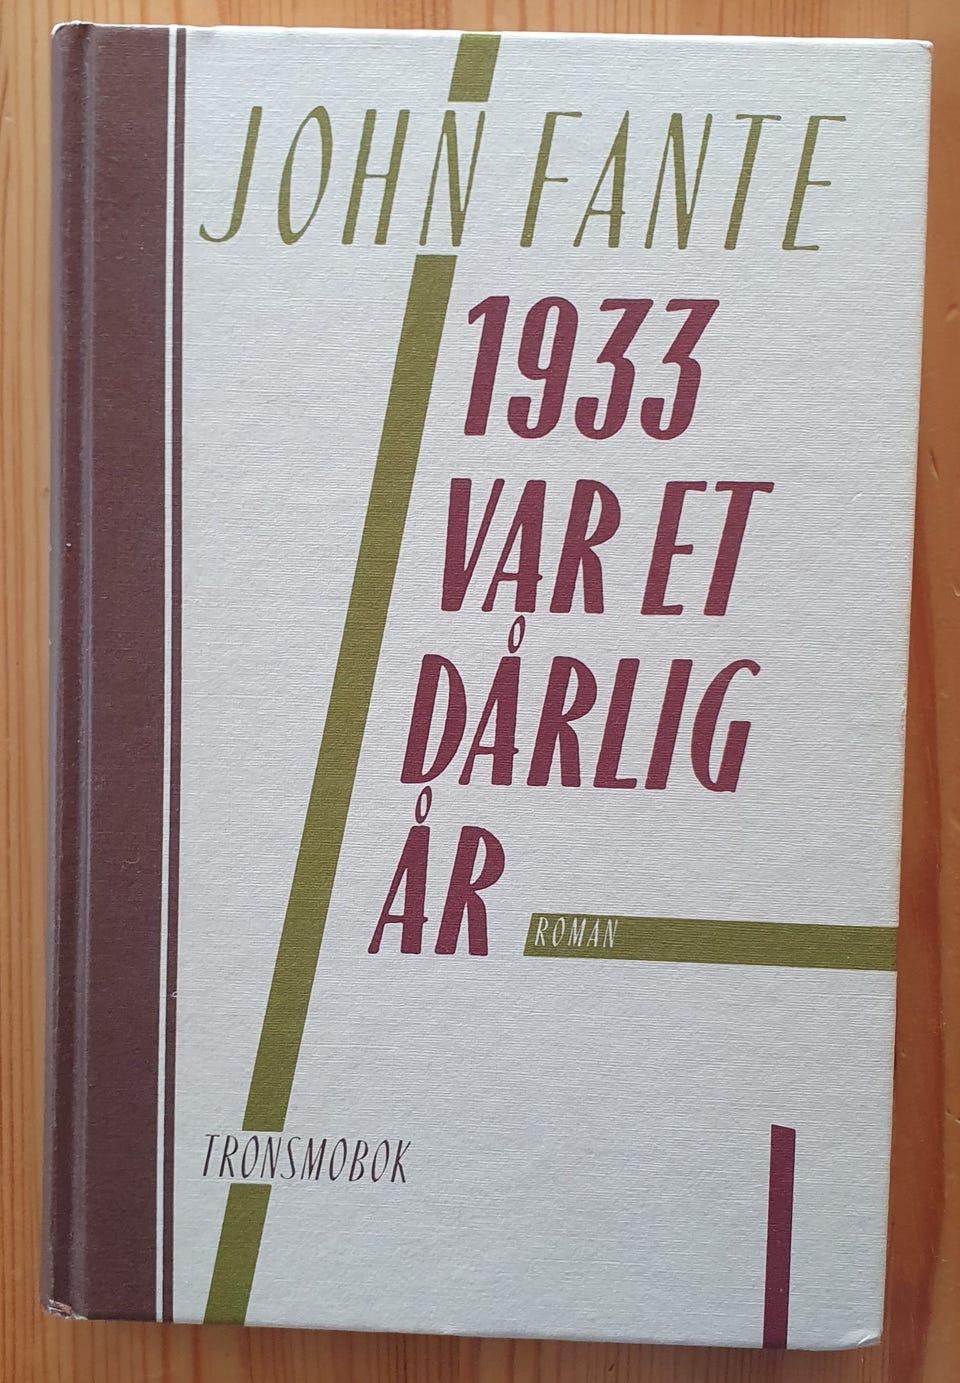 JOHN FANTE
1933
VAR ET
DÅRLIG
ÅR
ROMAN
TRONSMOBOK